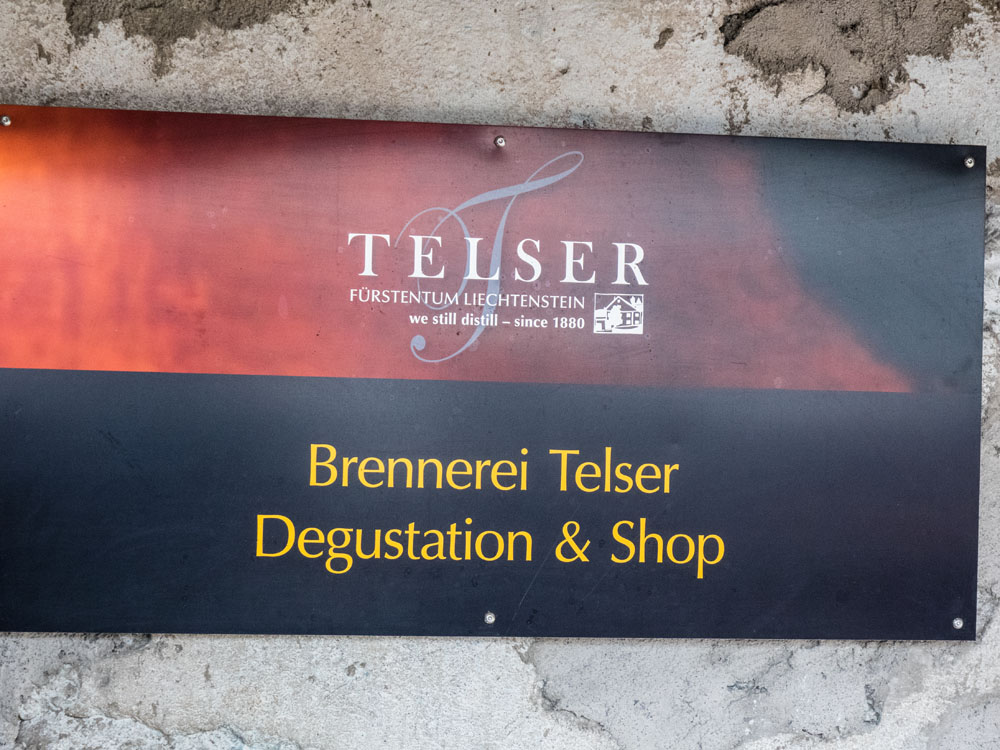 TELSER
FÜRSTENTUM LIECHTENSTEIN
we still distill – since 1880
Brennerei Telser
Degustation & Shop